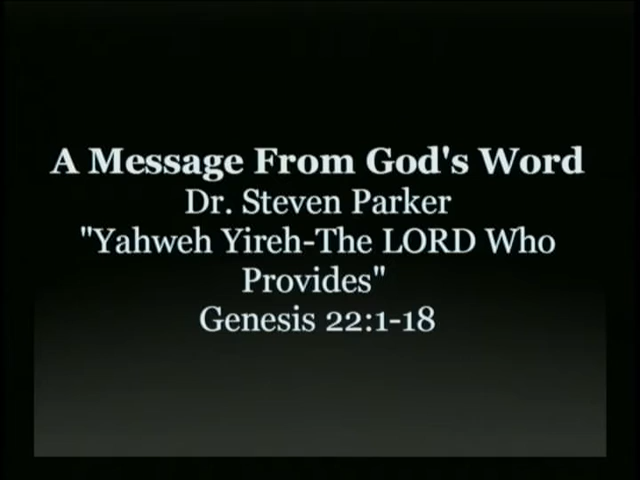 A Message From God's Word
Dr. Steven Parker
"Yahweh Yireh-The LORD Who
Provides"
Genesis 22:1-18